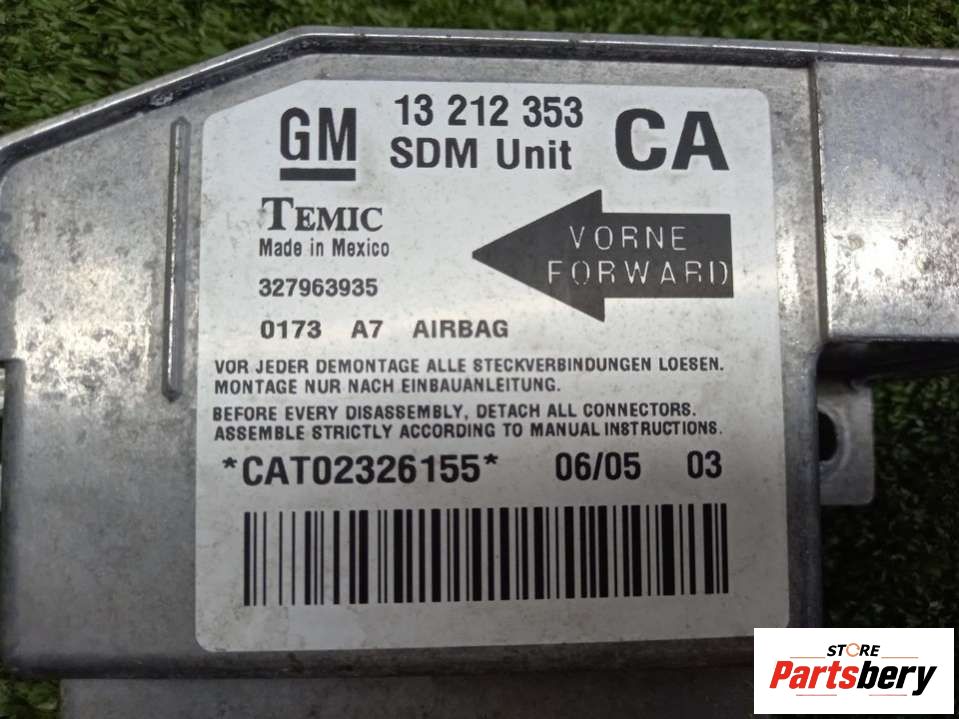 GM 13 212 353 CA
SDM Unit
TEMIC
Made in Mexico
VORNE
FORWARD
327963935
0173 A7 AIRBAG
VOR JEDER DEMONTAGE ALLE STECKVERBINDUNGEN LOESEN.
MONTAGE NUR NACH EINBAUANLEITUNG.
BEFORE EVERY DISASSEMBLY, DETACH ALL CONNECTORS.
ASSEMBLE STRICTLY ACCORDING TO MANUAL INSTRUCTIONS.
*CAT02326155* 06/05 03
STORE
Partsbery